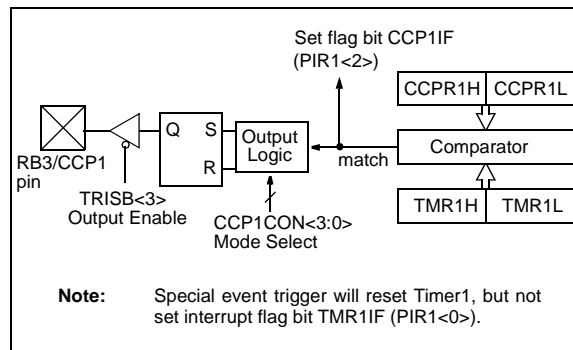 Set flag bit CCP1IF
(PIR1<2>)
CCPR1H CCPR1L
Q S Output
Logic
R
match
Comparator
RB3/CCP1
pin
TRISB<3>
Output Enable
CCP1CON<3:0>
Mode Select
TMR1H TMR1L
Note: Special event trigger will reset Timer1, but not
set interrupt flag bit TMR1IF (PIR1<0>).